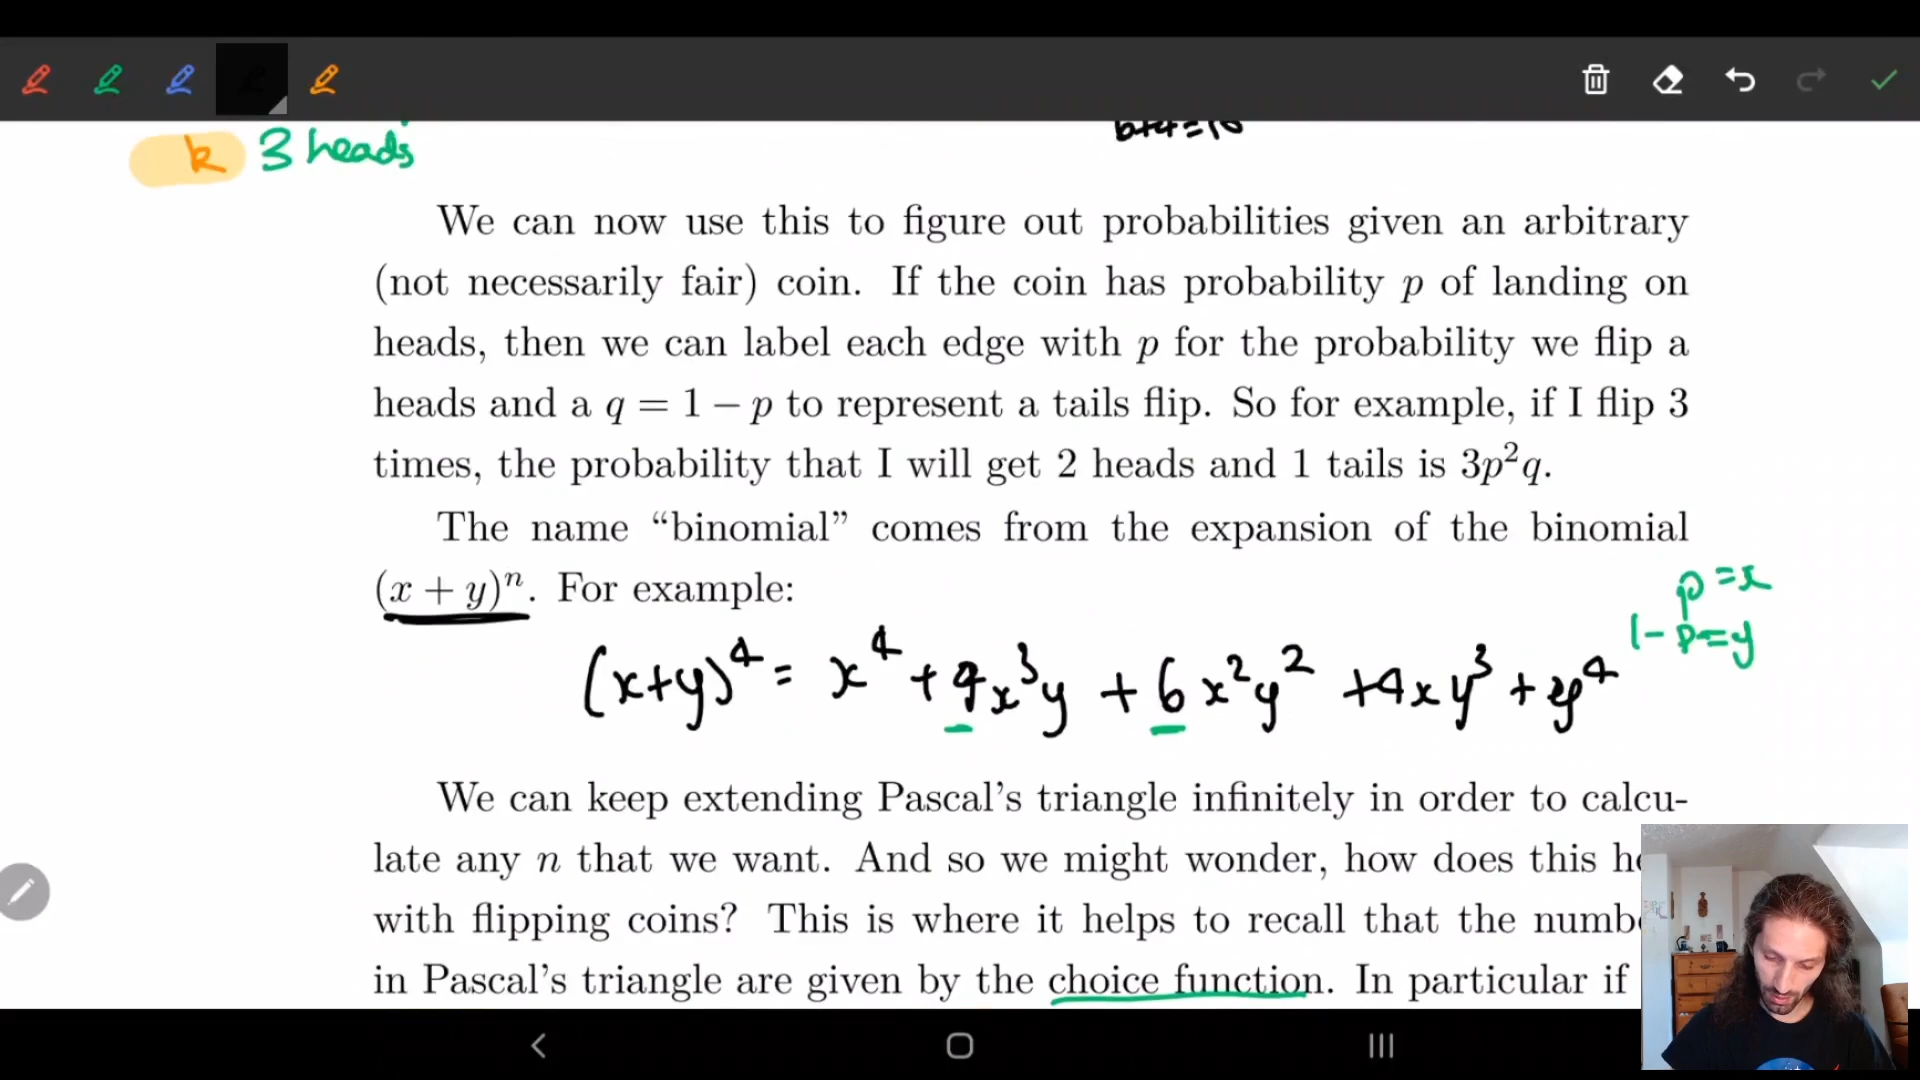 b+4=10
k 3 heads
We can now use this to figure out probabilities given an arbitrary
(not necessarily fair) coin. If the coin has probability p of landing on
heads, then we can label each edge with p for the probability we flip a
heads and a q = 1 − p to represent a tails flip. So for example, if I flip 3
times, the probability that I will get 2 heads and 1 tails is 3p²q.
The name “binomial” comes from the expansion of the binomial
(x + y)ⁿ. For example:
p = x
1 - p = y
(x+y)⁴ = x⁴ + 4x³y + 6x²y² + 4xy³ + y⁴
We can keep extending Pascal’s triangle infinitely in order to calcu-
late any n that we want. And so we might wonder, how does this he
with flipping coins? This is where it helps to recall that the numb
in Pascal’s triangle are given by the choice function. In particular if